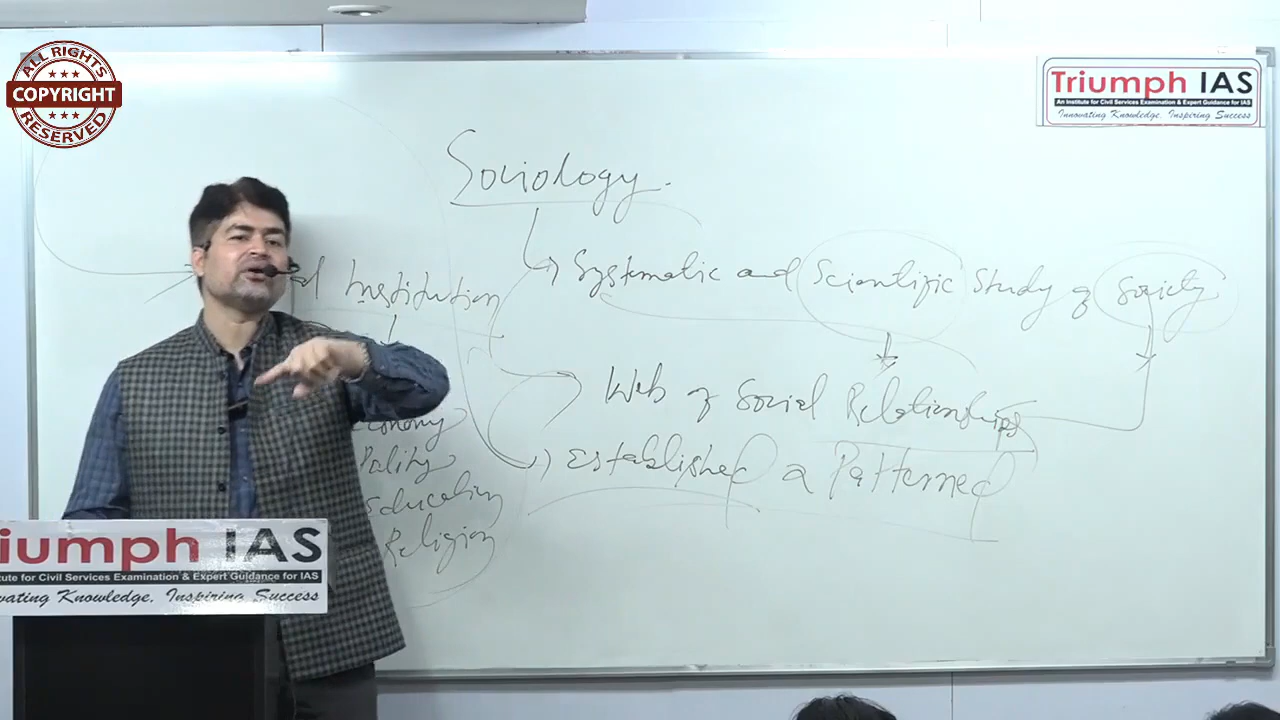 ALL RIGHTS
COPYRIGHT
RESERVED
Triumph IAS
An Institute for Civil Services Examination & Expert Guidance for IAS
Innovating Knowledge, Inspiring Success
Sociology.
Systematic and Scientific Study of Society
Web of Social Relationships
Established & Patterned
Institution
Polity
Education
Religion
iumph IAS
ute for Civil Services Examination & Expert Guidance for IAS
vating Knowledge, Inspiring Success